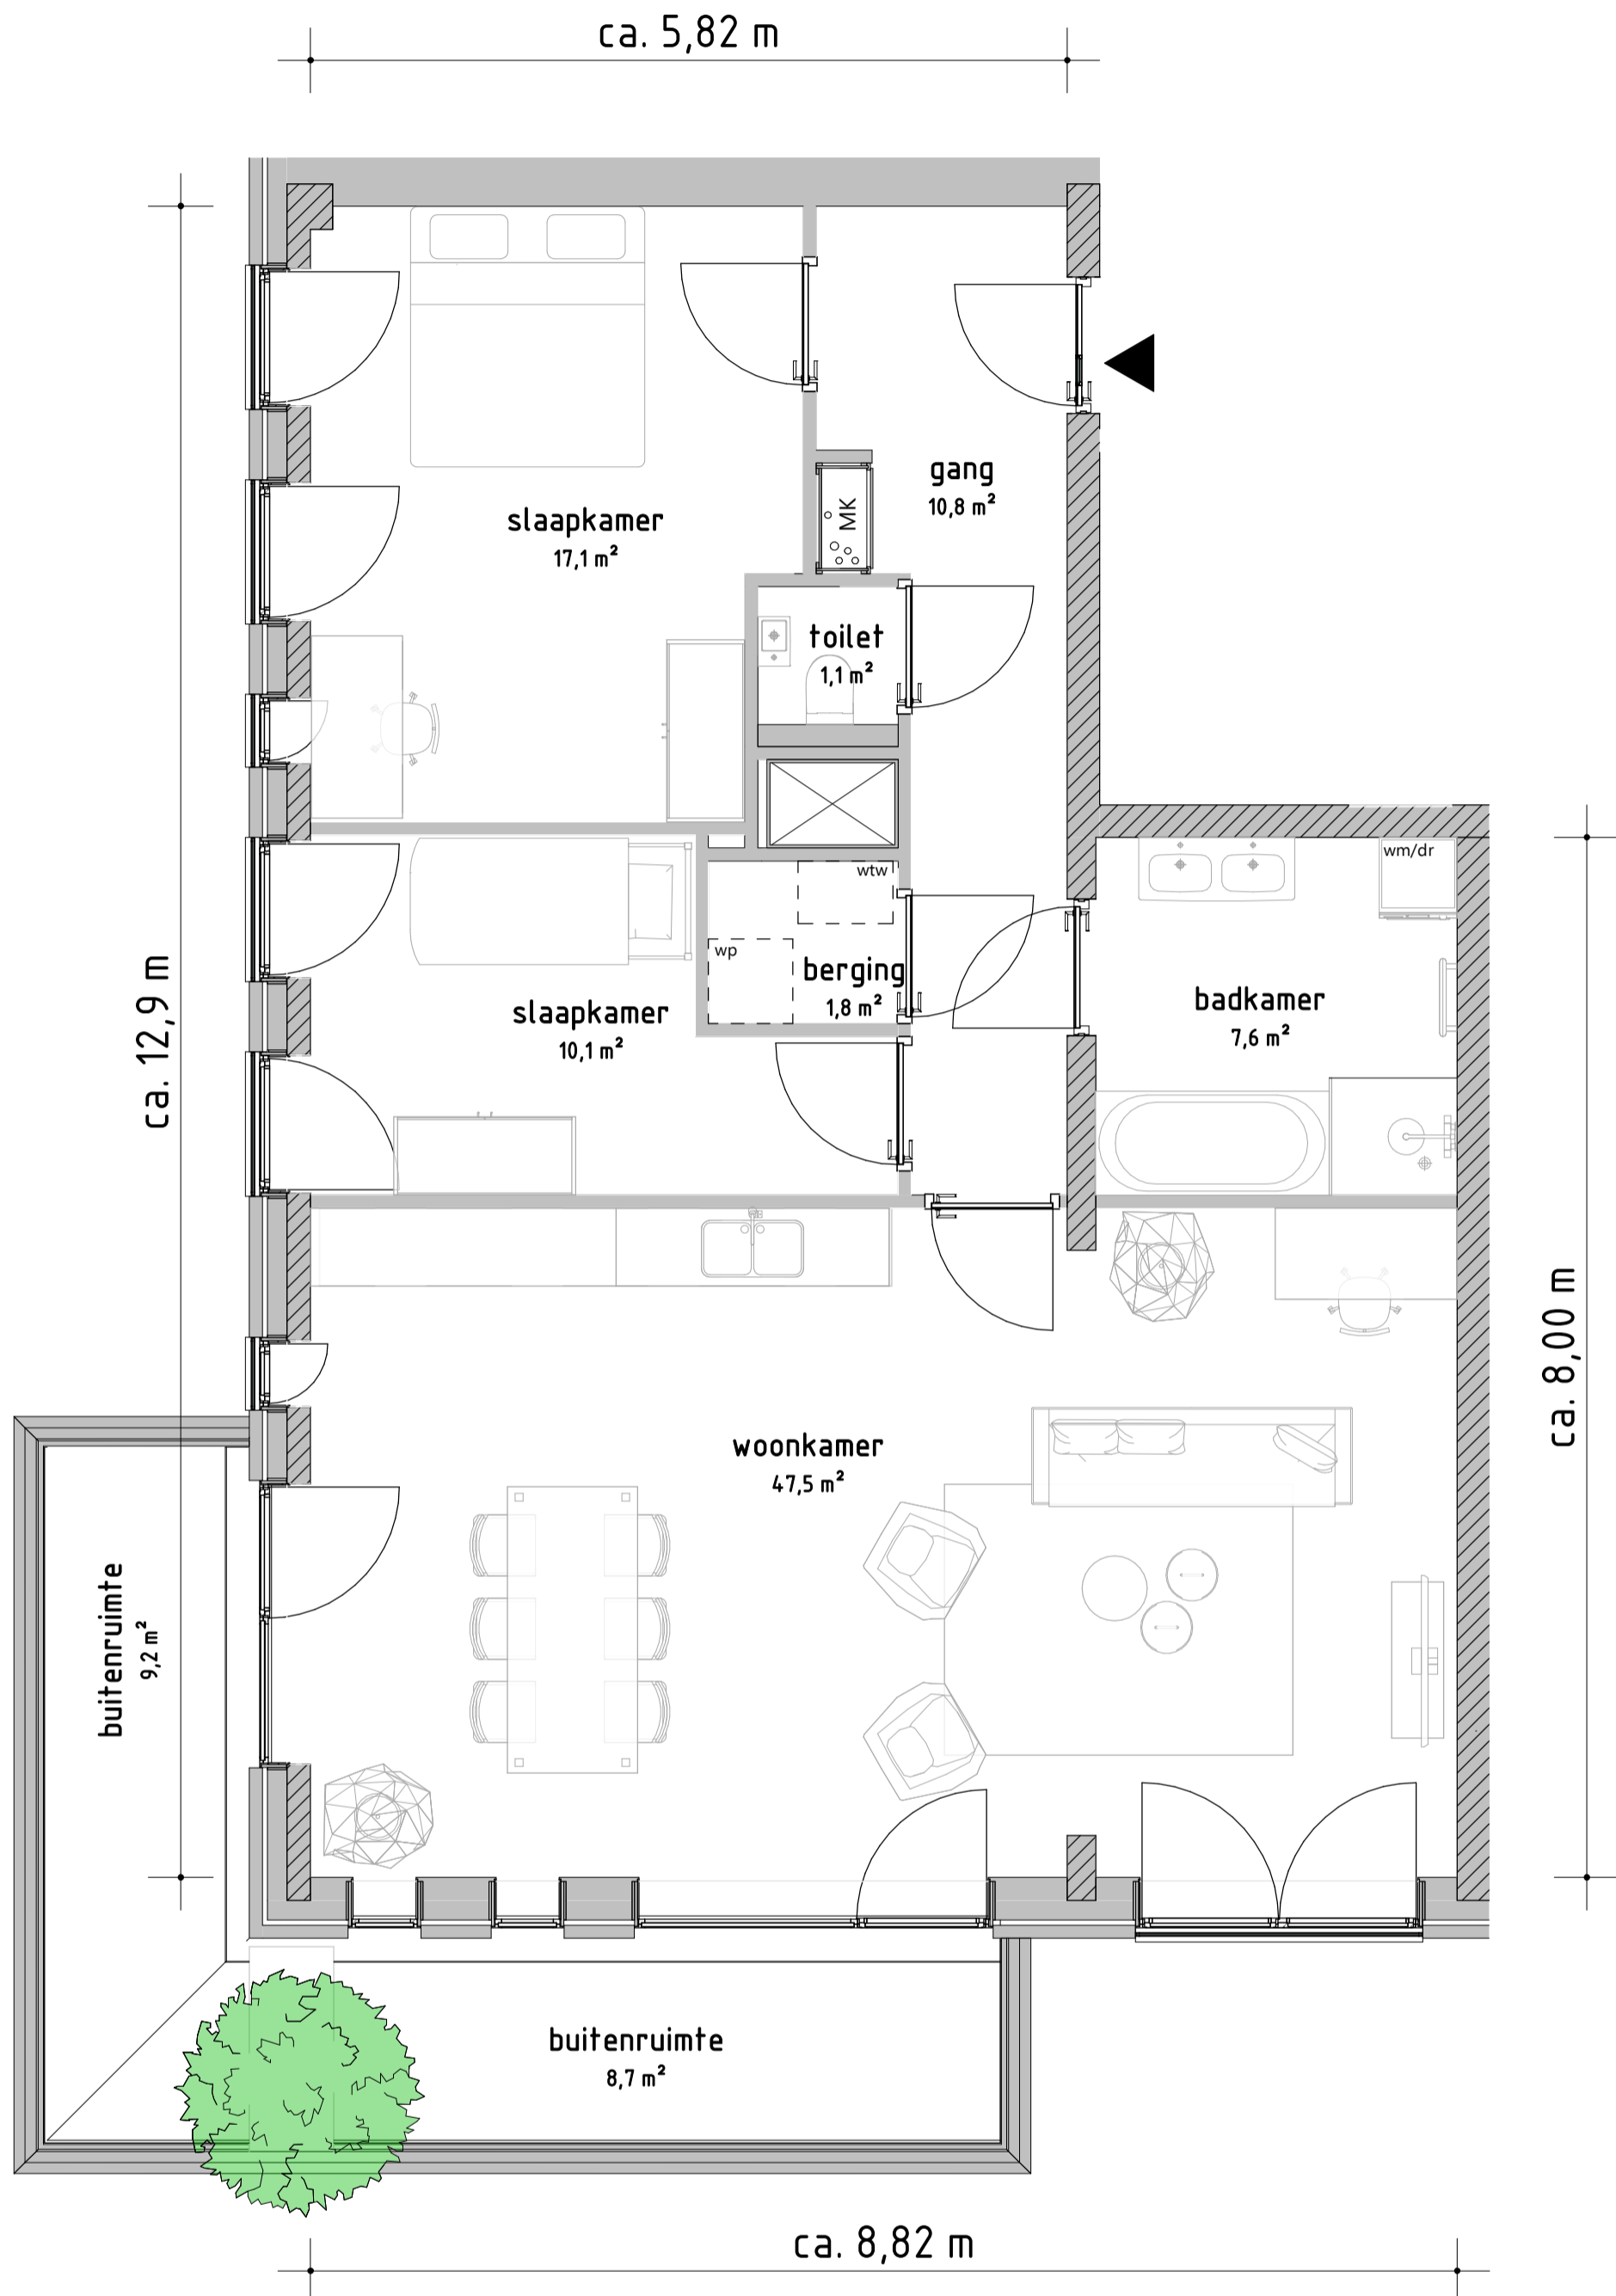 ca. 5,82 m
gang
10,8 m²
MK
slaapkamer
17,1 m²
toilet
1,1 m²
wm/dr
wtw
wp
berging
1,8 m²
badkamer
7,6 m²
slaapkamer
10,1 m²
ca. 12,9 m
ca. 8,00 m
woonkamer
47,5 m²
buitenruimte
9,2 m²
buitenruimte
8,7 m²
ca. 8,82 m